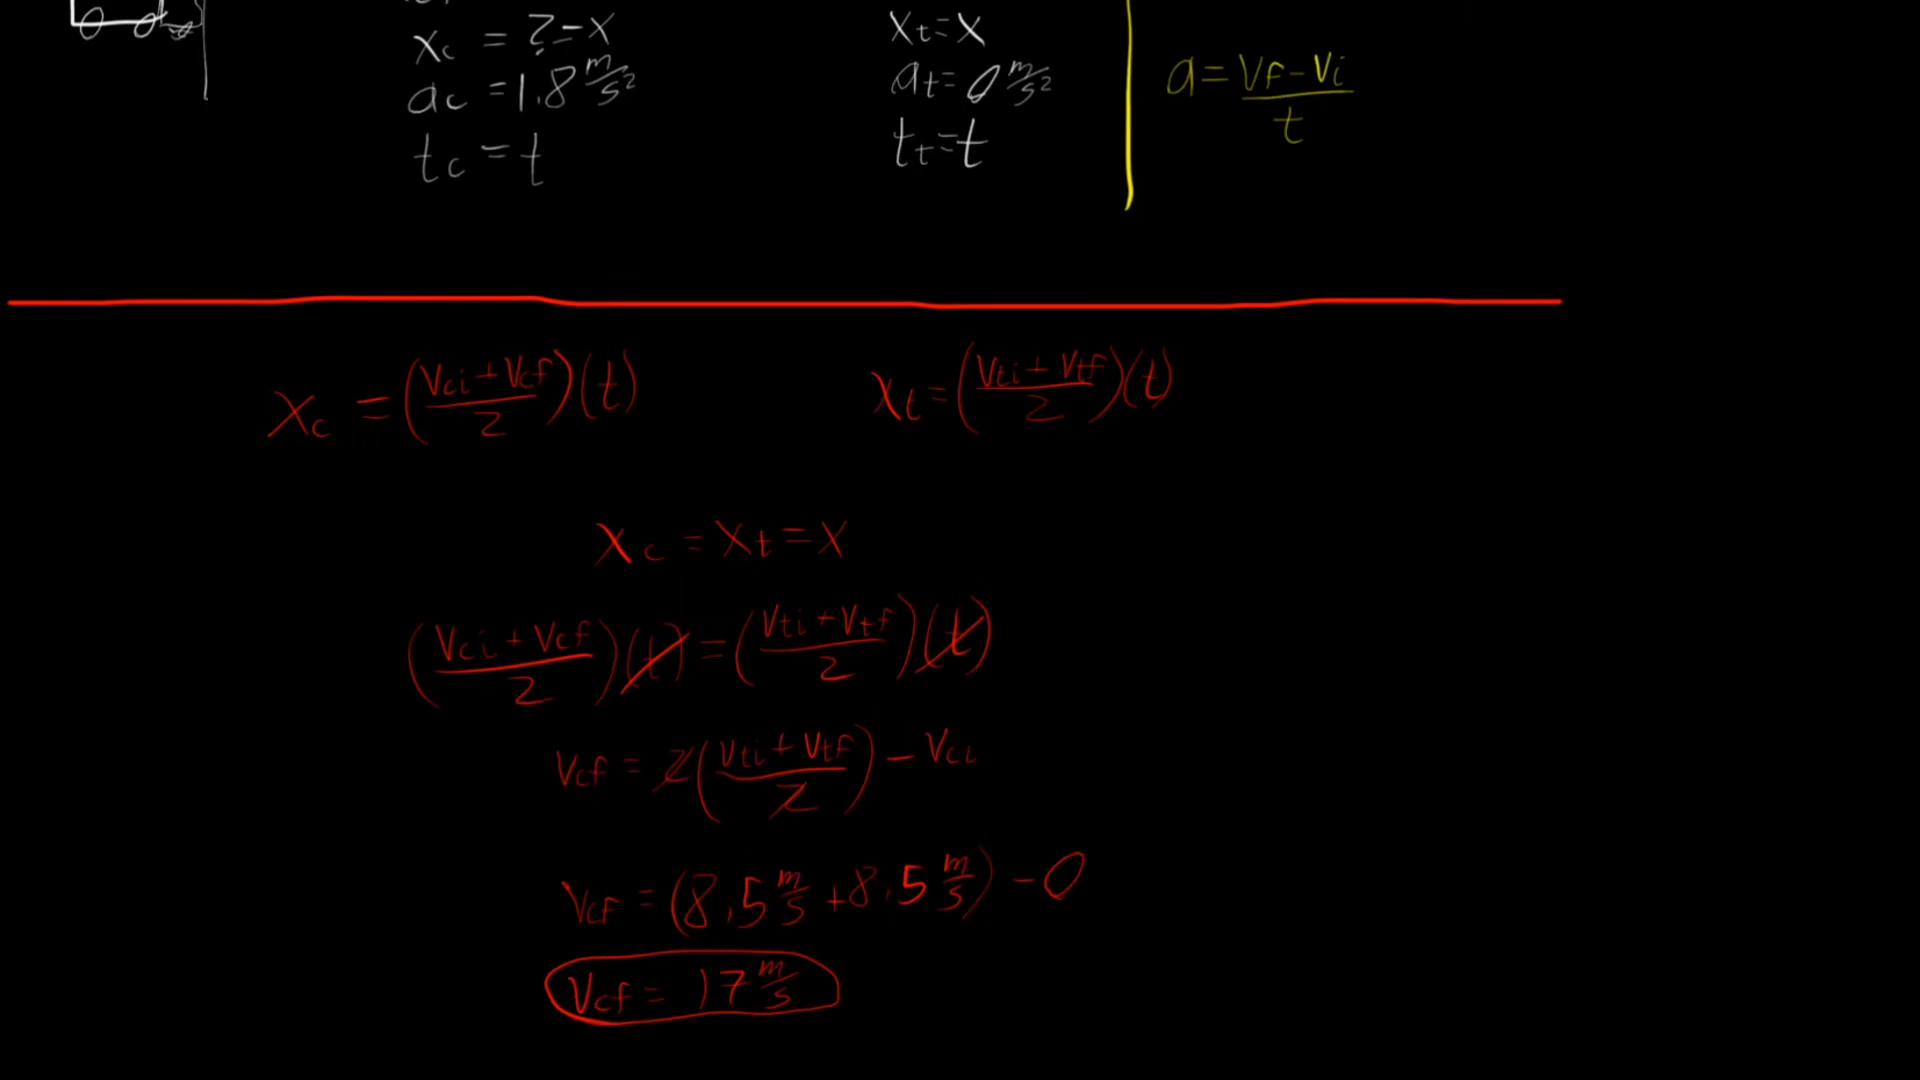 xc = ? = x
ac = 1.8 m/s²
tc = t
xt = x
at = 0 m/s²
tt = t
a = (Vf - Vi)/t
Xc = ((Vci + Vcf)/2)(t)
Xt = ((Vti + Vtf)/2)(t)
Xc = Xt = X
((Vci + Vcf)/2)(t) = ((Vti + Vtf)/2)(t)
Vcf = 2((Vti + Vtf)/2) - Vci
Vcf = (8.5 m/s + 8.5 m/s) - 0
Vcf = 17 m/s